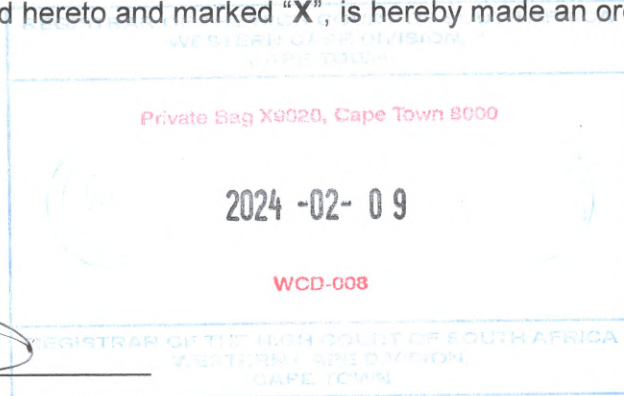 d hereto and marked “X”, is hereby made an or
WESTERN CAPE DIVISION,
CAPE TOWN
Private Bag X9020, Cape Town 8000
2024 -02- 09
WCD-008
REGISTRAR OF THE HIGH COURT OF SOUTH AFRICA
WESTERN CAPE DIVISION,
CAPE TOWN